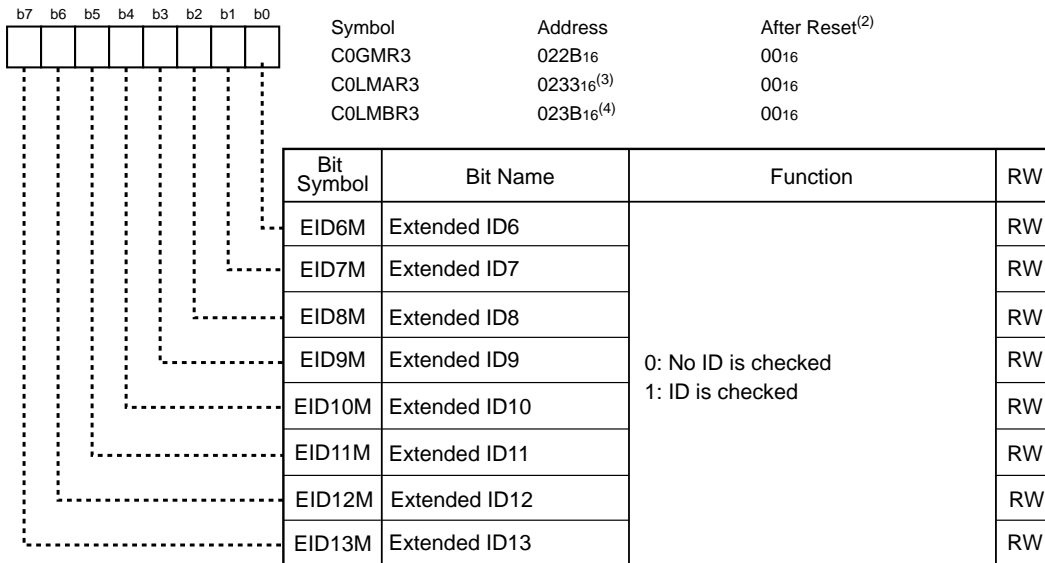 b7 b6 b5 b4 b3 b2 b1 b0
Symbol Address After Reset(2)
C0GMR3 022B16 0016
C0LMAR3 023316(3) 0016
C0LMBR3 023B16(4) 0016
Bit Symbol Bit Name Function RW
EID6M Extended ID6 RW
EID7M Extended ID7 RW
EID8M Extended ID8 RW
EID9M Extended ID9 0: No ID is checked RW
1: ID is checked
EID10M Extended ID10 RW
EID11M Extended ID11 RW
EID12M Extended ID12 RW
EID13M Extended ID13 RW